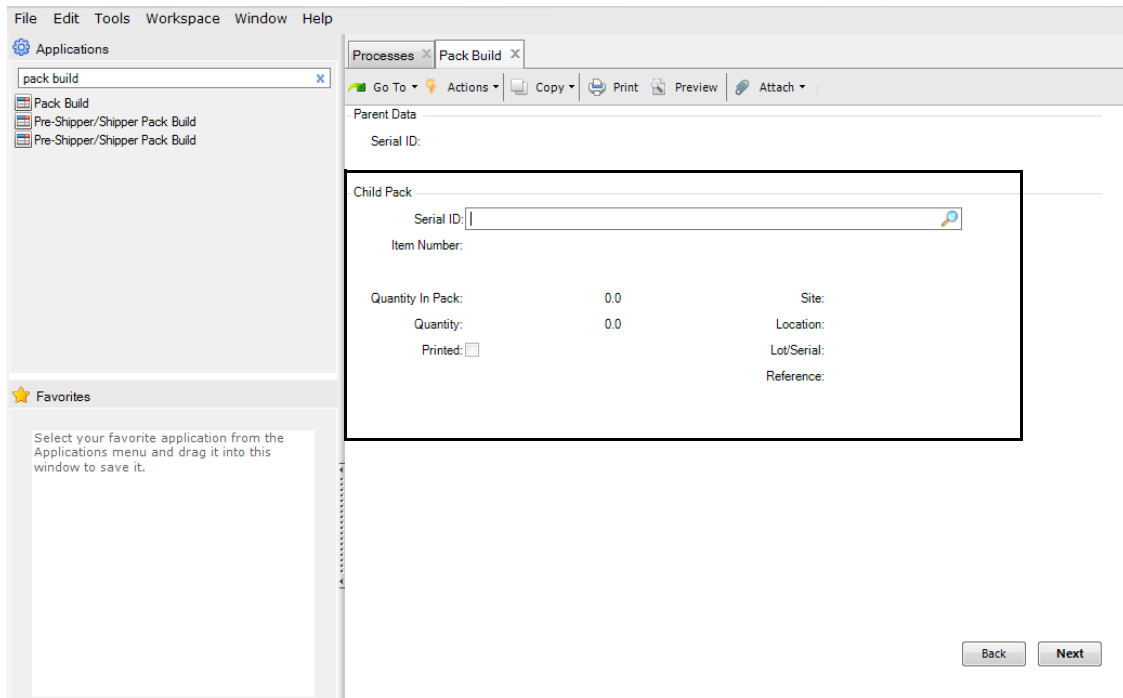 File Edit Tools Workspace Window Help
Applications
pack build
Pack Build
Pre-Shipper/Shipper Pack Build
Pre-Shipper/Shipper Pack Build
Favorites
Select your favorite application from the
Applications menu and drag it into this
window to save it.
Processes Pack Build
Go To Actions Copy Print Preview Attach
Parent Data
Serial ID:
Child Pack
Serial ID:
Item Number:
Quantity In Pack: 0.0 Site:
Quantity: 0.0 Location:
Printed: Lot/Serial:
Reference:
Back Next